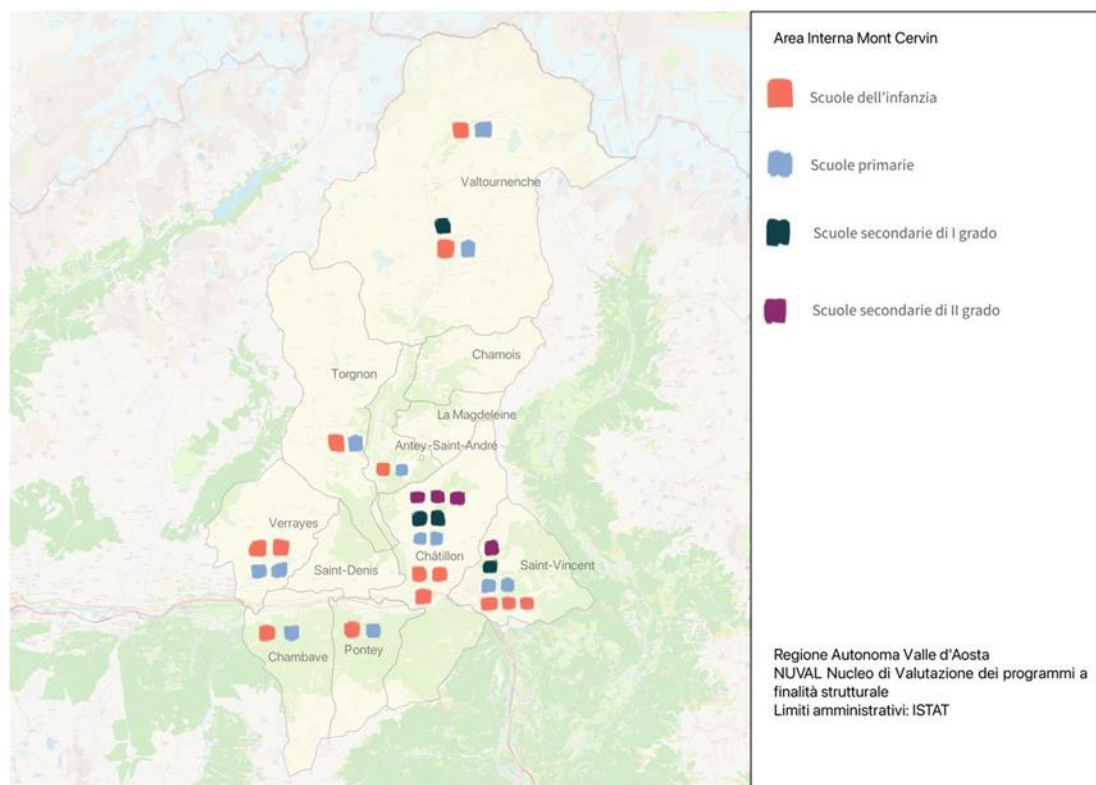 Area Interna Mont Cervin
Scuole dell'infanzia
Scuole primarie
Scuole secondarie di I grado
Scuole secondarie di II grado
Valtournenche
Chamois
Torgnon
La Magdeleine
Antey-Saint-André
Verrayes
Saint-Denis
Châtillon
Saint-Vincent
Chambave
Pontey
Regione Autonoma Valle d'Aosta
NUVAL Nucleo di Valutazione dei programmi a
finalità strutturale
Limiti amministrativi: ISTAT